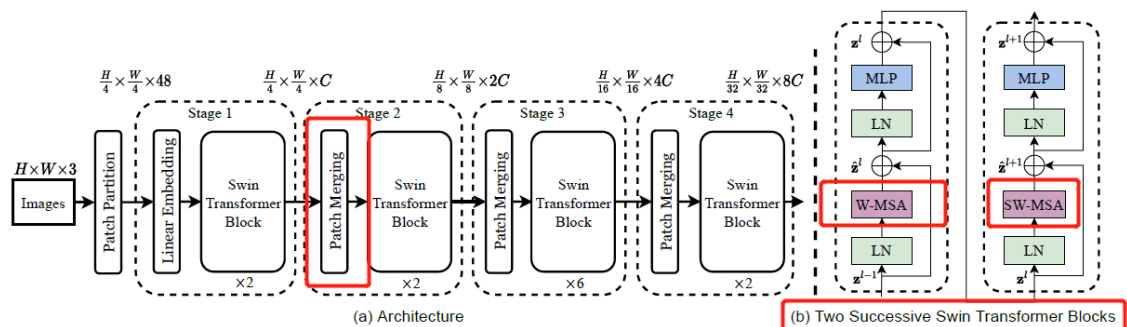 H/4 × W/4 × 48
H/4 × W/4 × C
H/8 × W/8 × 2C
H/16 × W/16 × 4C
H/32 × W/32 × 8C
Stage 1
Stage 2
Stage 3
Stage 4
H×W×3
Images
Patch Partition
Linear Embedding
Swin
Transformer
Block
×2
Patch Merging
Swin
Transformer
Block
×2
Patch Merging
Swin
Transformer
Block
×6
Patch Merging
Swin
Transformer
Block
×2
(a) Architecture
z^l
MLP
LN
ẑ^l
W-MSA
LN
z^{l-1}
z^{l+1}
MLP
LN
ẑ^{l+1}
SW-MSA
LN
z^l
(b) Two Successive Swin Transformer Blocks